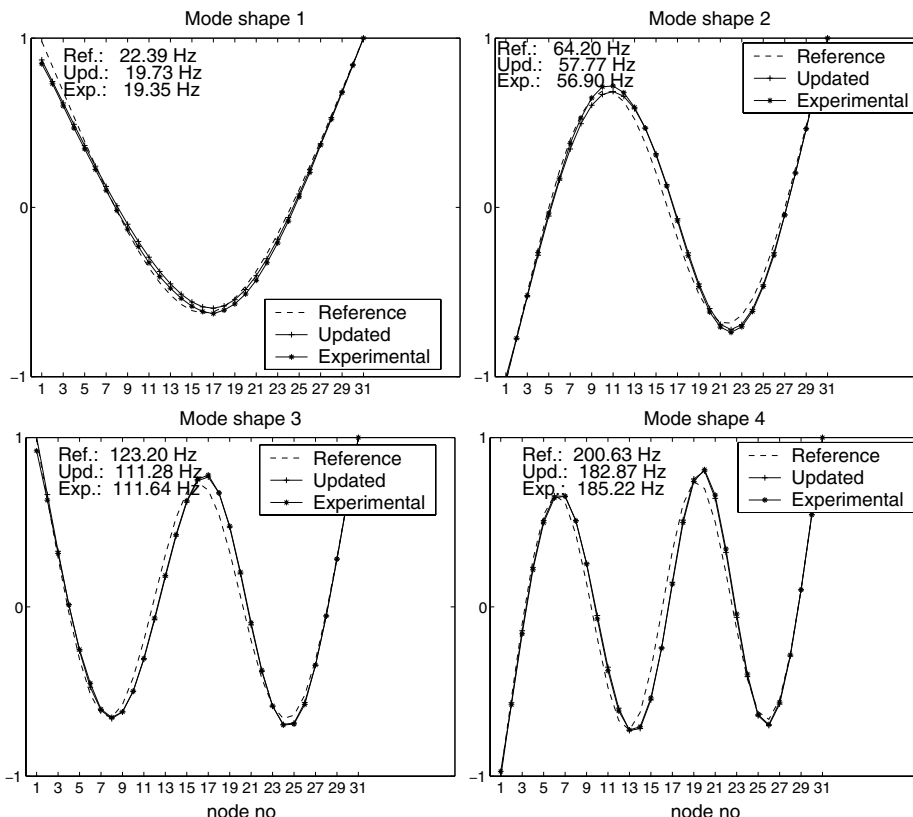 Mode shape 1
1
Ref.: 22.39 Hz
Upd.: 19.73 Hz
Exp.: 19.35 Hz
0
Reference
Updated
Experimental
−1
1 3 5 7 9 11 13 15 17 19 21 23 25 27 29 31
Mode shape 2
1
Ref.: 64.20 Hz
Upd.: 57.77 Hz
Exp.: 56.90 Hz
Reference
Updated
Experimental
0
−1
1 3 5 7 9 11 13 15 17 19 21 23 25 27 29 31
Mode shape 3
1
Ref.: 123.20 Hz
Upd.: 111.28 Hz
Exp.: 111.64 Hz
Reference
Updated
Experimental
0
−1
1 3 5 7 9 11 13 15 17 19 21 23 25 27 29 31
node no
Mode shape 4
1
Ref.: 200.63 Hz
Upd.: 182.87 Hz
Exp.: 185.22 Hz
Reference
Updated
Experimental
0
−1
1 3 5 7 9 11 13 15 17 19 21 23 25 27 29 31
node no